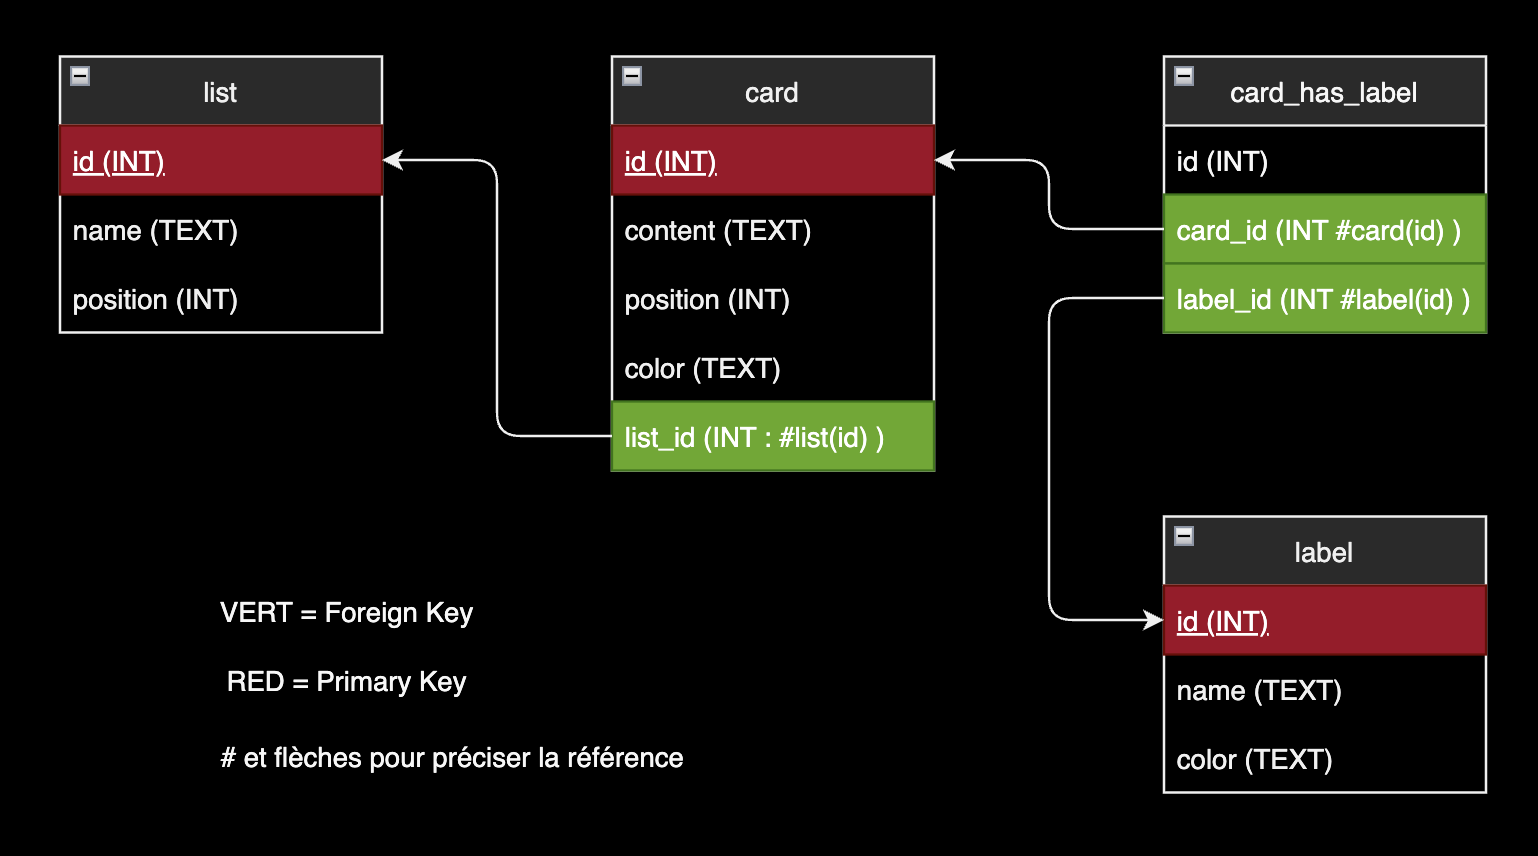 list
id (INT)
name (TEXT)
position (INT)
card
id (INT)
content (TEXT)
position (INT)
color (TEXT)
list_id (INT : #list(id) )
card_has_label
id (INT)
card_id (INT #card(id) )
label_id (INT #label(id) )
label
id (INT)
name (TEXT)
color (TEXT)
VERT = Foreign Key
RED = Primary Key
# et flèches pour préciser la référence